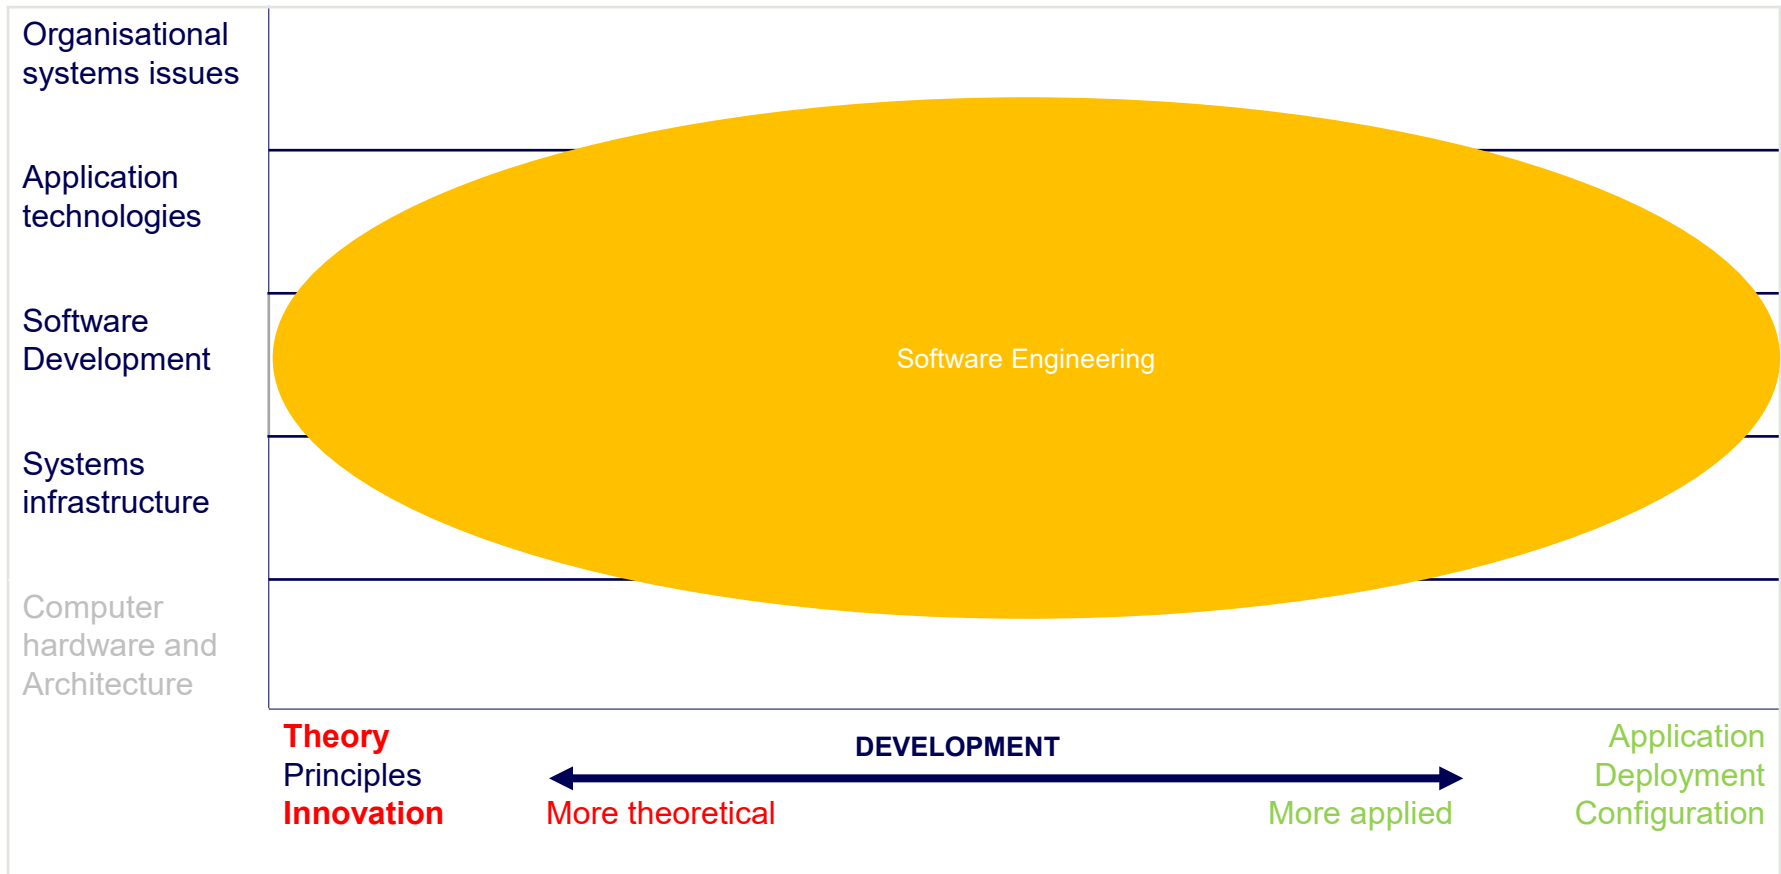 Organisational
systems issues
Application
technologies
Software
Development
Software Engineering
Systems
infrastructure
Computer
hardware and
Architecture
Theory
Principles
Innovation
DEVELOPMENT
More theoretical
More applied
Application
Deployment
Configuration